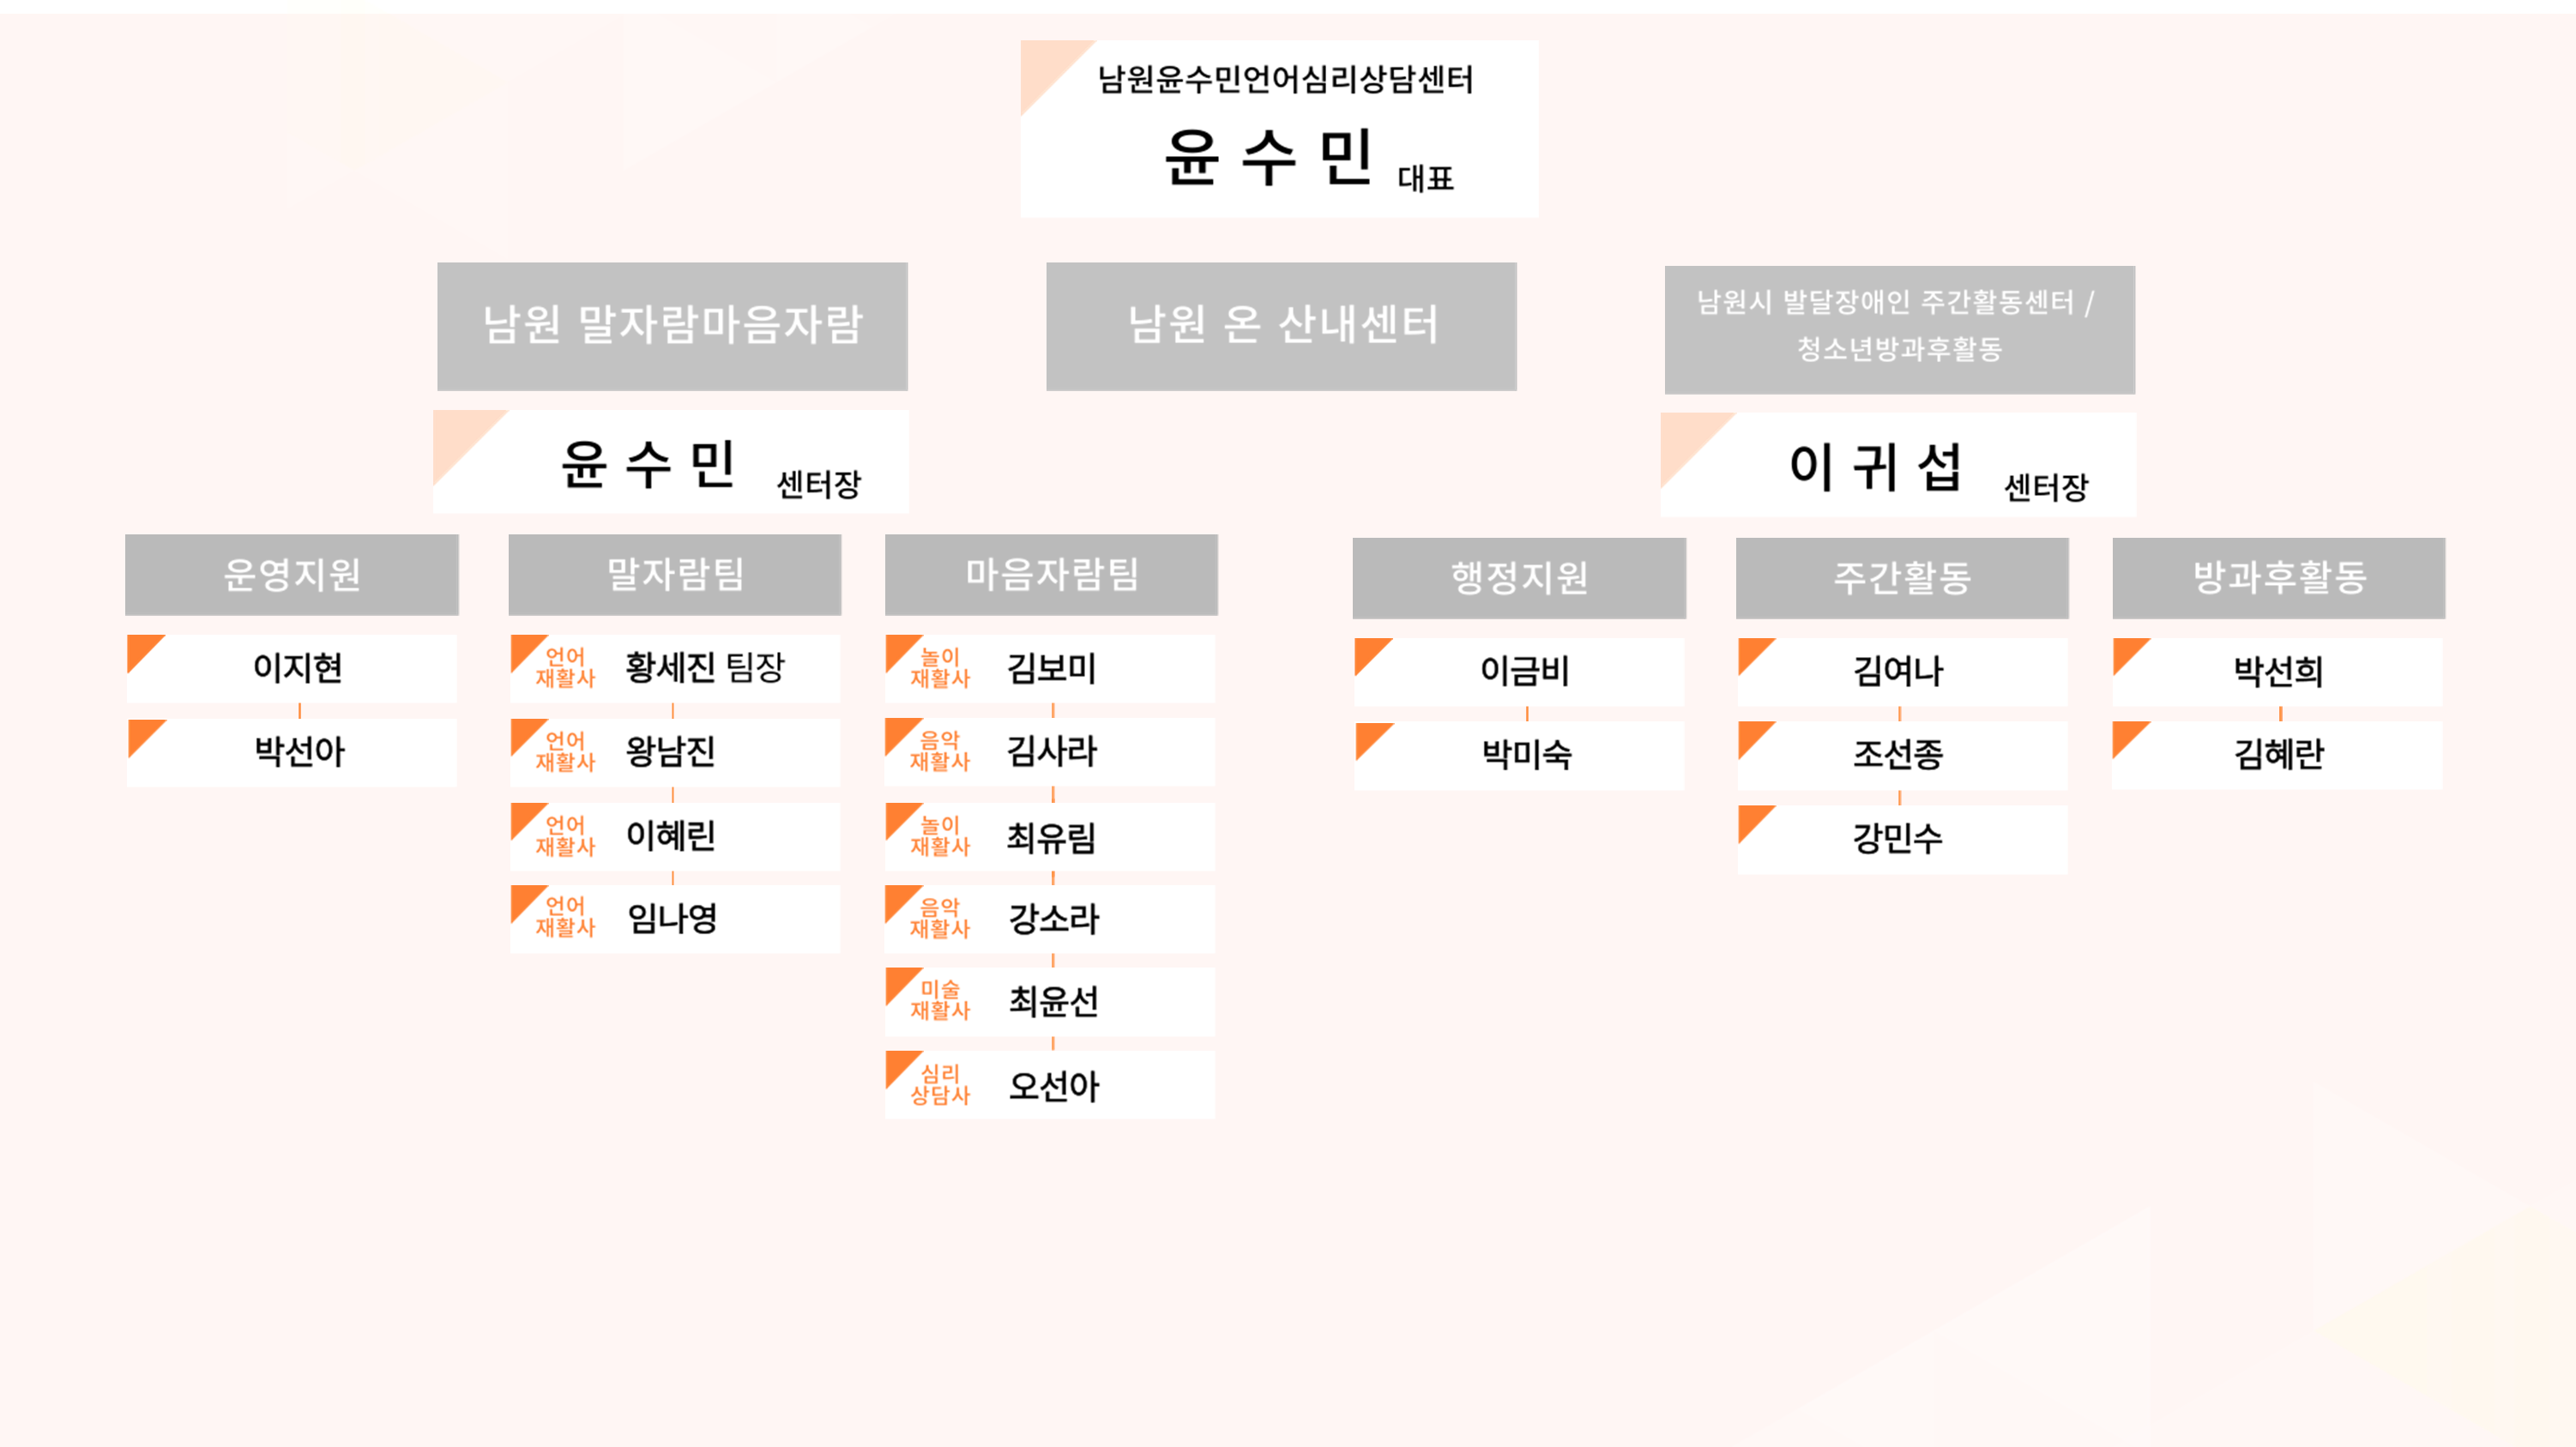 남원윤수민언어심리상담센터
윤 수 민 대표
남원 말자람마음자람
남원 온 산내센터
남원시 발달장애인 주간활동센터 /
청소년방과후활동
윤 수 민 센터장
이 귀 섭 센터장
운영지원
이지현
박선아
말자람팀
언어
재활사
황세진 팀장
언어
재활사
왕남진
언어
재활사
이혜린
언어
재활사
임나영
마음자람팀
놀이
재활사
김보미
음악
재활사
김사라
놀이
재활사
최유림
음악
재활사
강소라
미술
재활사
최윤선
심리
상담사
오선아
행정지원
이금비
박미숙
주간활동
김여나
조선종
강민수
방과후활동
박선희
김혜란